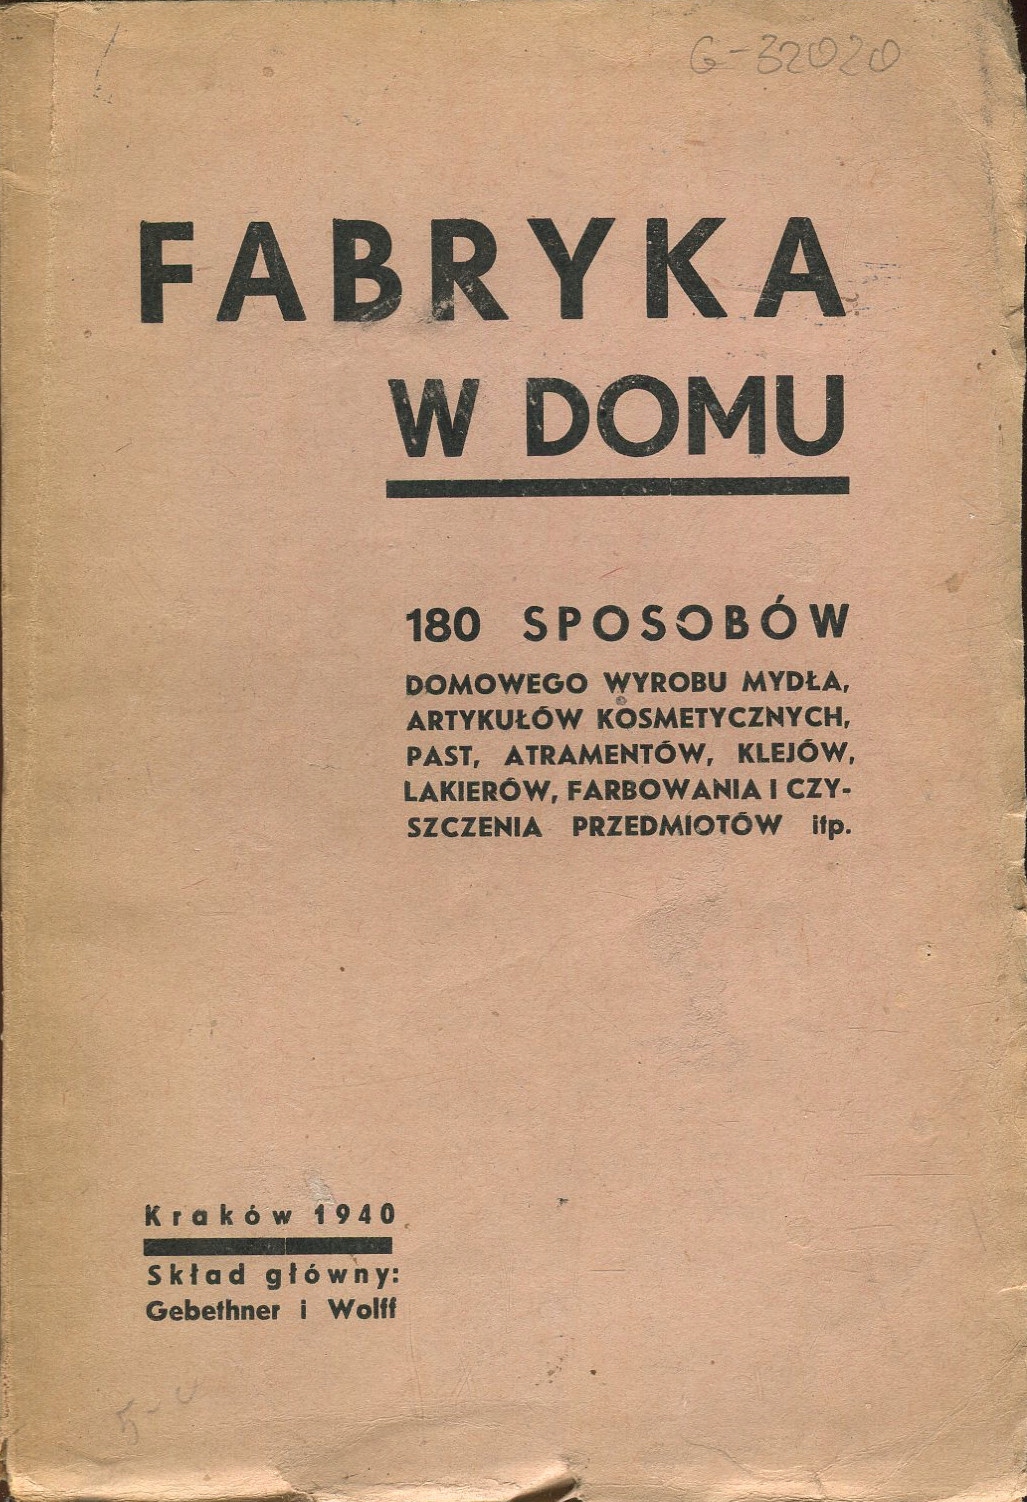 G-32020
FABRYKA
W DOMU
180 SPOSOBÓW
DOMOWEGO WYROBU MYDŁA,
ARTYKUŁÓW KOSMETYCZNYCH,
PAST, ATRAMENTÓW, KLEJÓW,
LAKIERÓW, FARBOWANIA I CZY-
SZCZENIA PRZEDMIOTÓW itp.
Kraków 1940
Skład główny:
Gebethner i Wolff